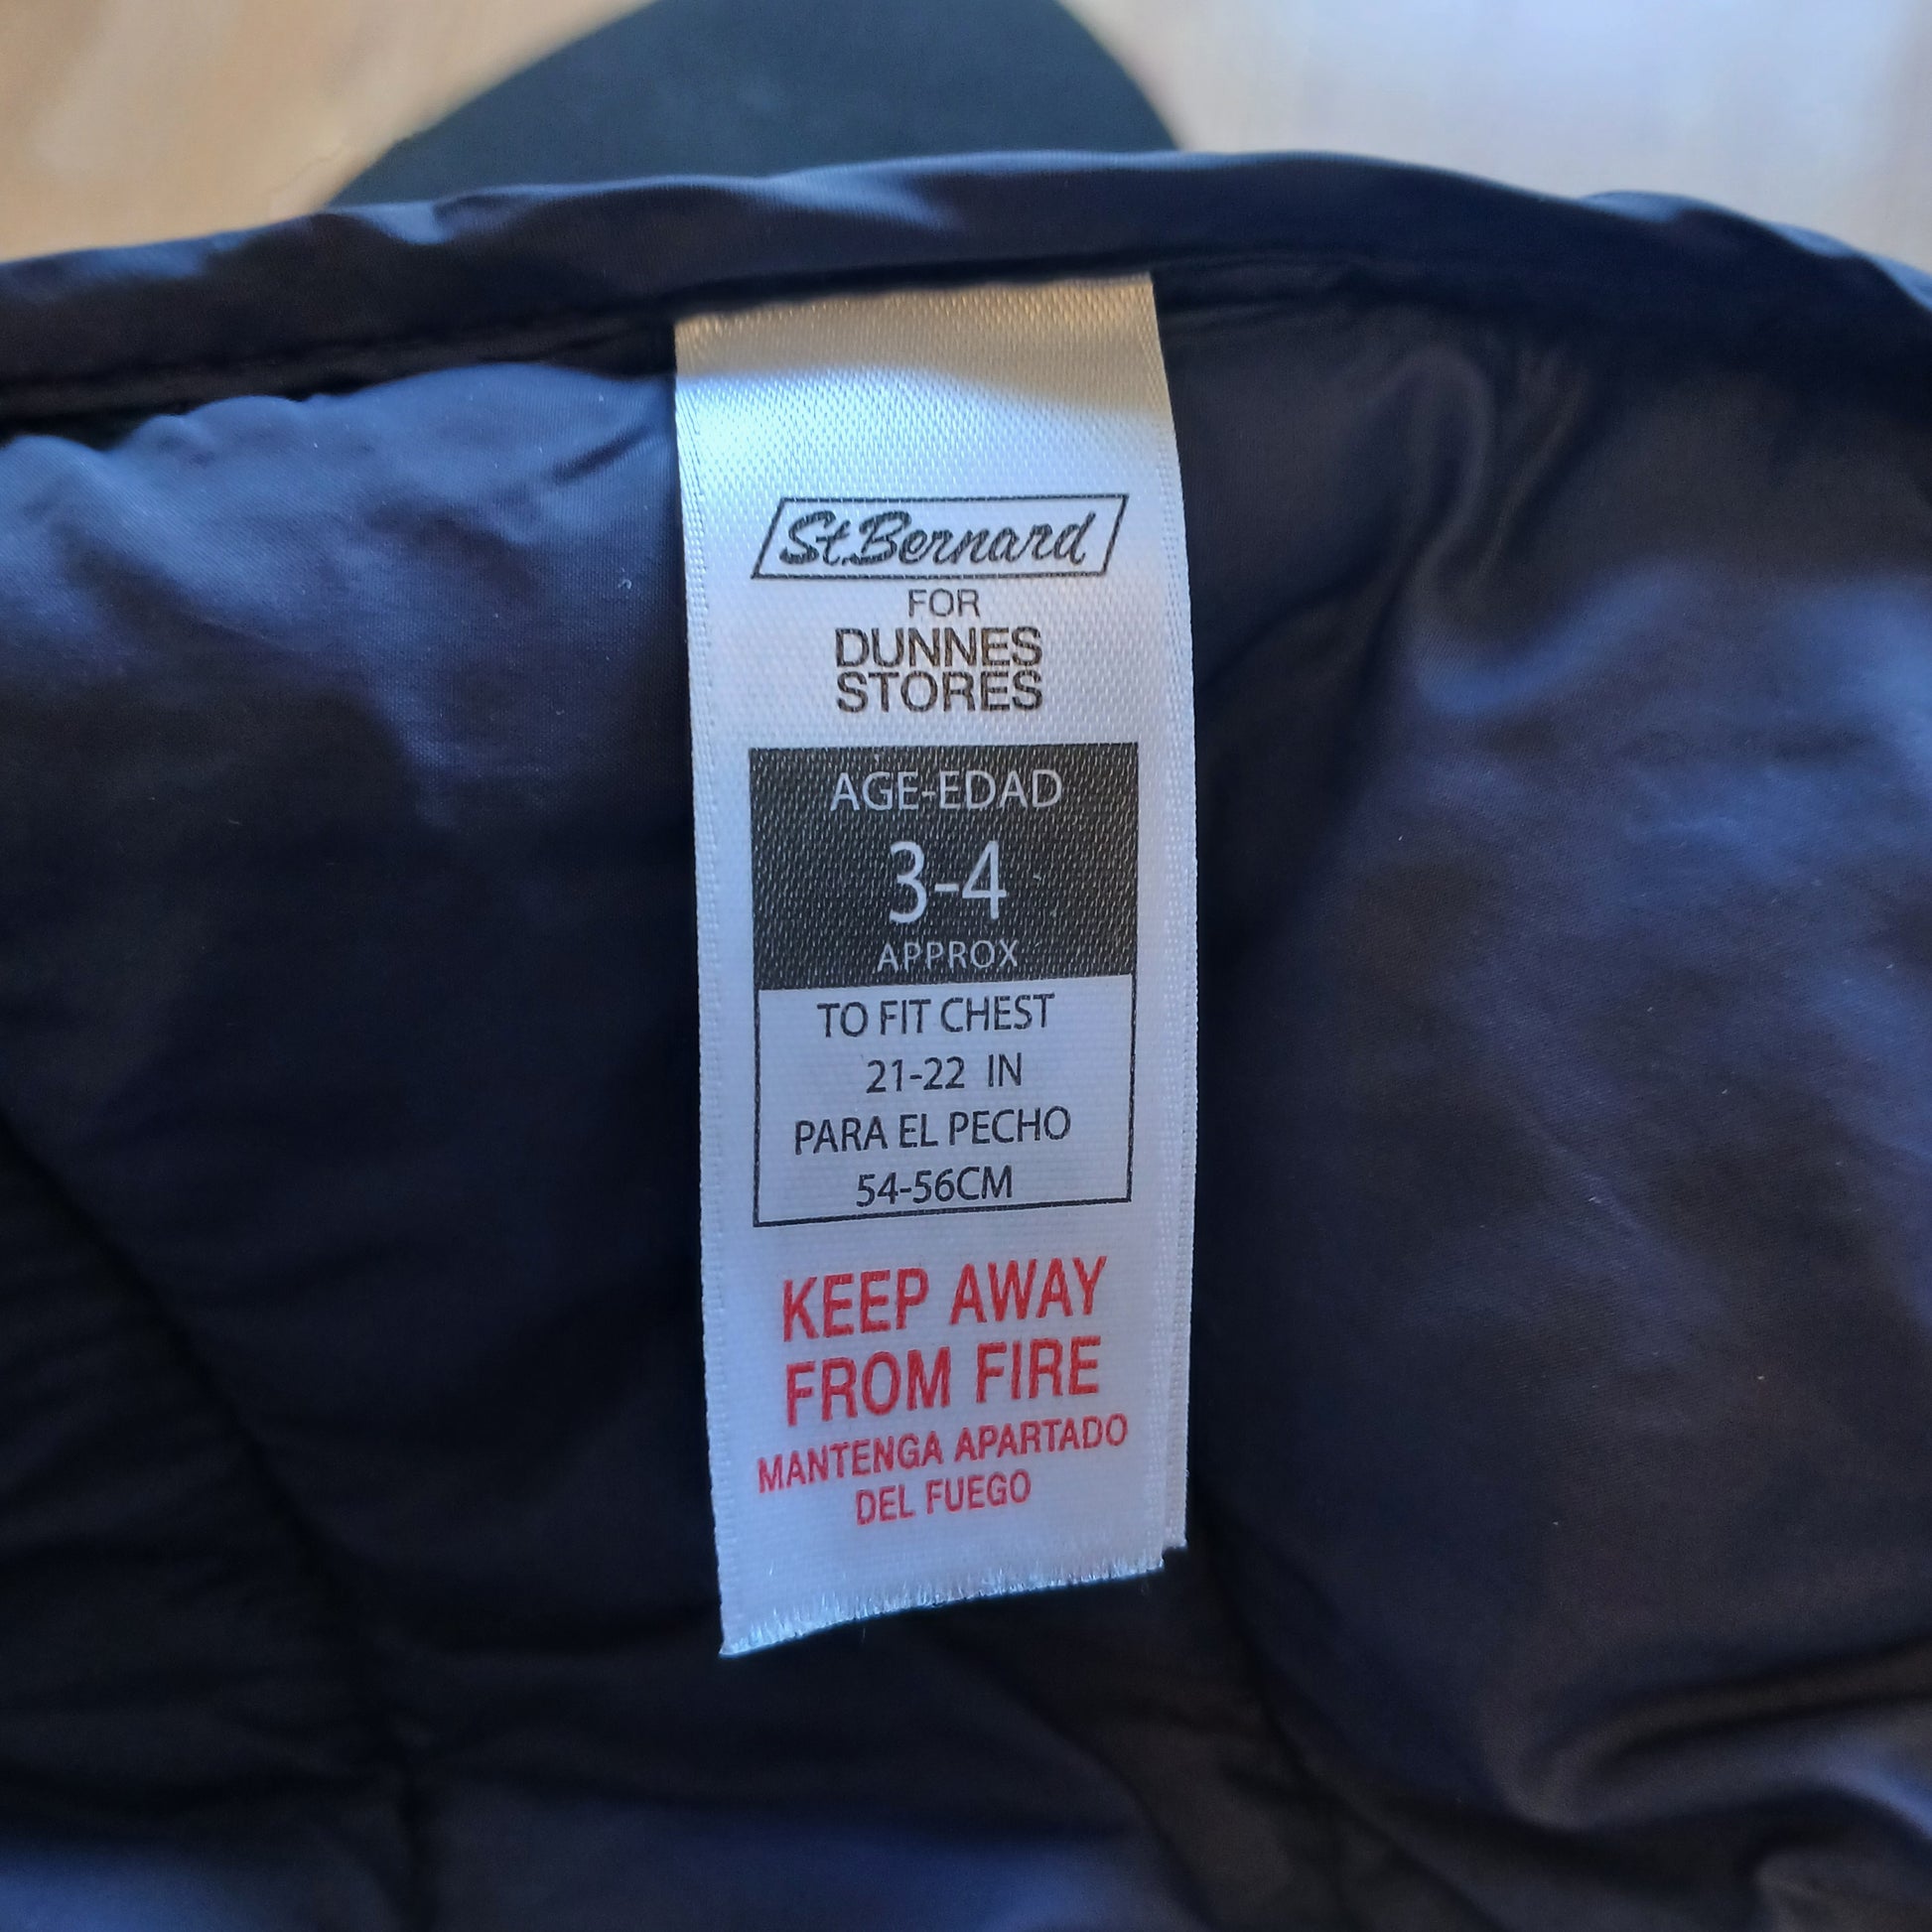 St.Bernard
FOR
DUNNES
STORES
AGE-EDAD
3-4
APPROX
TO FIT CHEST
21-22 IN
PARA EL PECHO
54-56CM
KEEP AWAY
FROM FIRE
MANTENGA APARTADO
DEL FUEGO